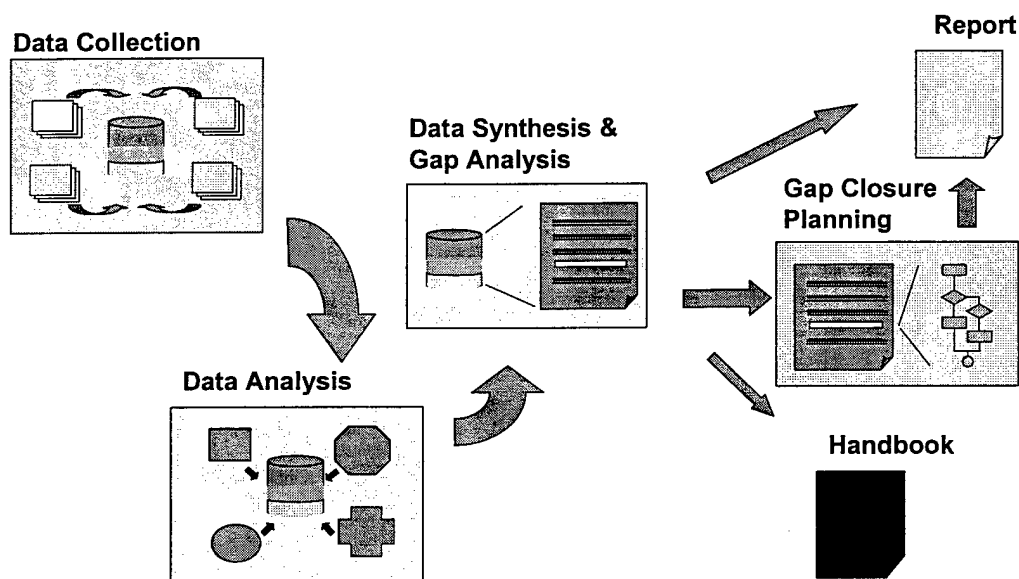 Data Collection
Data Synthesis &
Gap Analysis
Report
Gap Closure
Planning
Data Analysis
Handbook